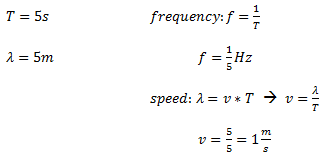 T = 5s frequency: f = 1/T
λ = 5m f = 1/5 Hz
speed: λ = v * T → v = λ/T
v = 5/5 = 1 m/s